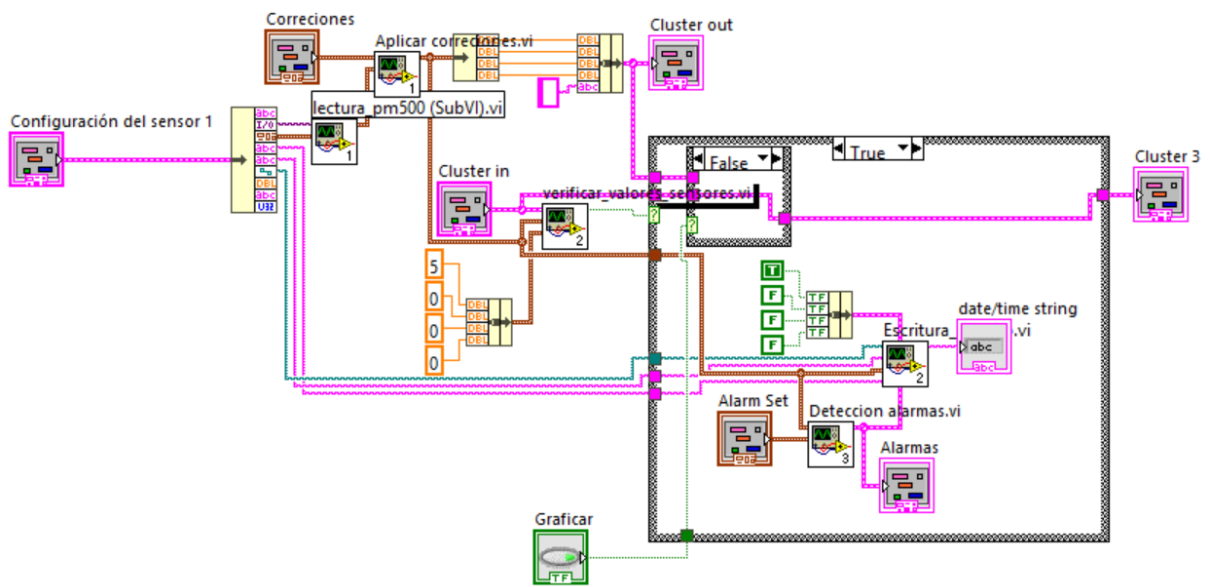 Correciones
Aplicar correciones.vi
Cluster out
DBL
DBL
DBL
DBL
DBL
DBL
DBL
DBL
abc
1
lectura_pm500 (SubVI).vi
1
Configuración del sensor 1
abc
I/O
abc
abc
DBL
abc
U32
True
False
Cluster in
Cluster 3
verificar_valores_sensores.vi
?
?
2
5
0
0
0
DBL
DBL
DBL
DBL
T
F
F
F
TF
TF
TF
TF
date/time string
abc
abc
Escritura_
.vi
2
Alarm Set
Deteccion alarmas.vi
3
Alarmas
Graficar
TF